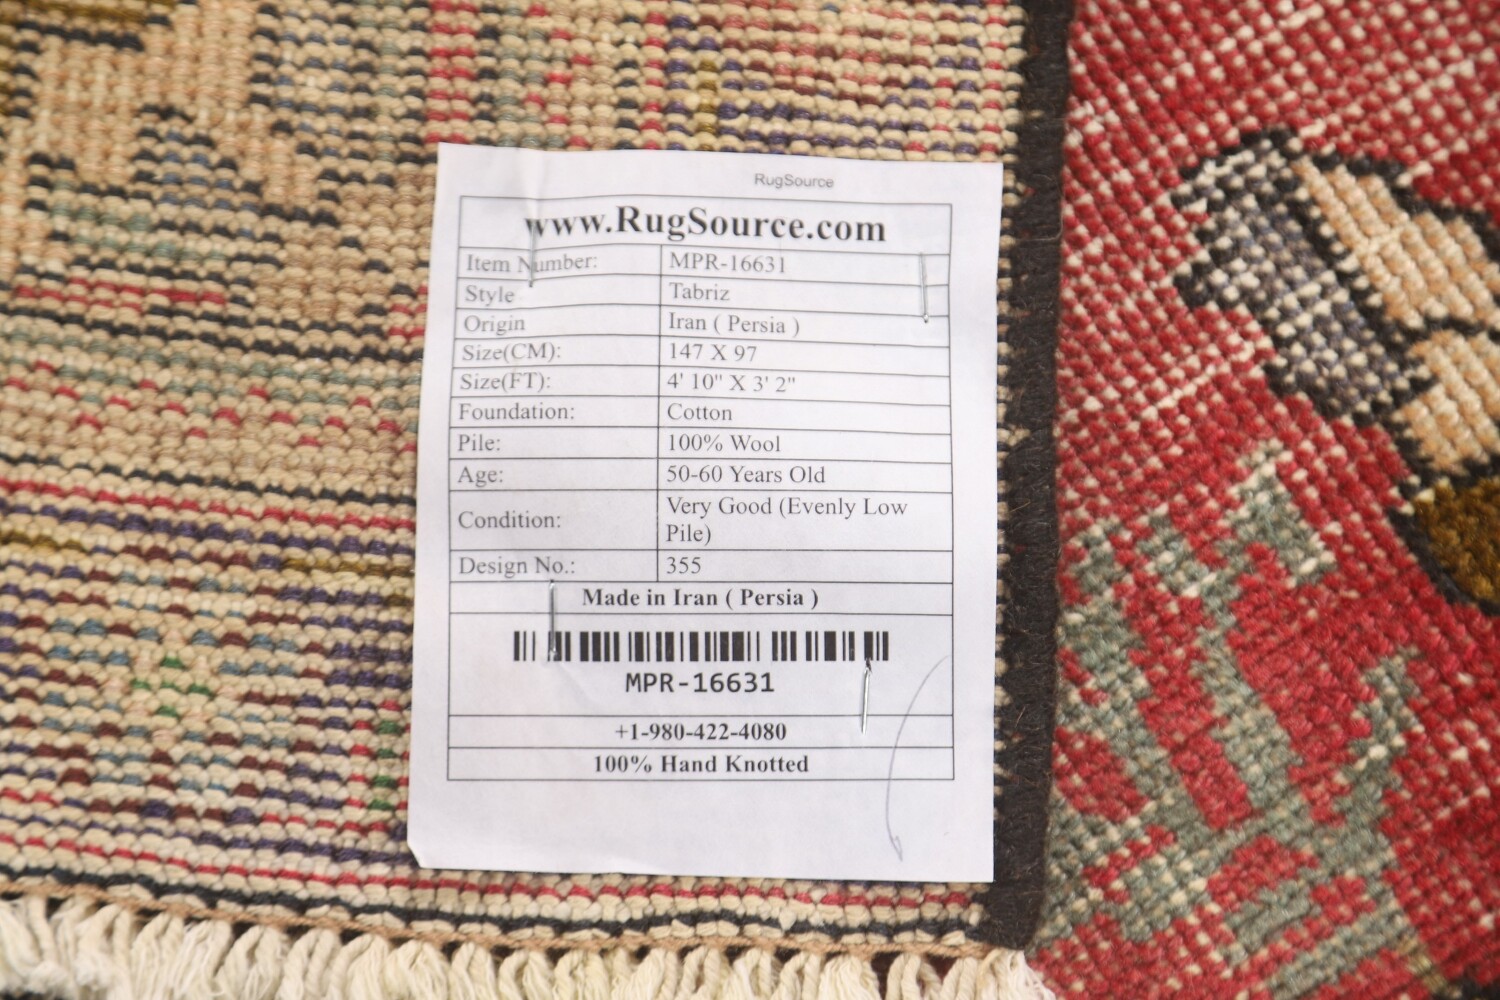 RugSource
www.RugSource.com
Item Number: MPR-16631
Style Tabriz
Origin Iran ( Persia )
Size(CM): 147 X 97
Size(FT): 4' 10" X 3' 2"
Foundation: Cotton
Pile: 100% Wool
Age: 50-60 Years Old
Condition: Very Good (Evenly Low
Pile)
Design No.: 355
Made in Iran ( Persia )
MPR-16631
+1-980-422-4080
100% Hand Knotted